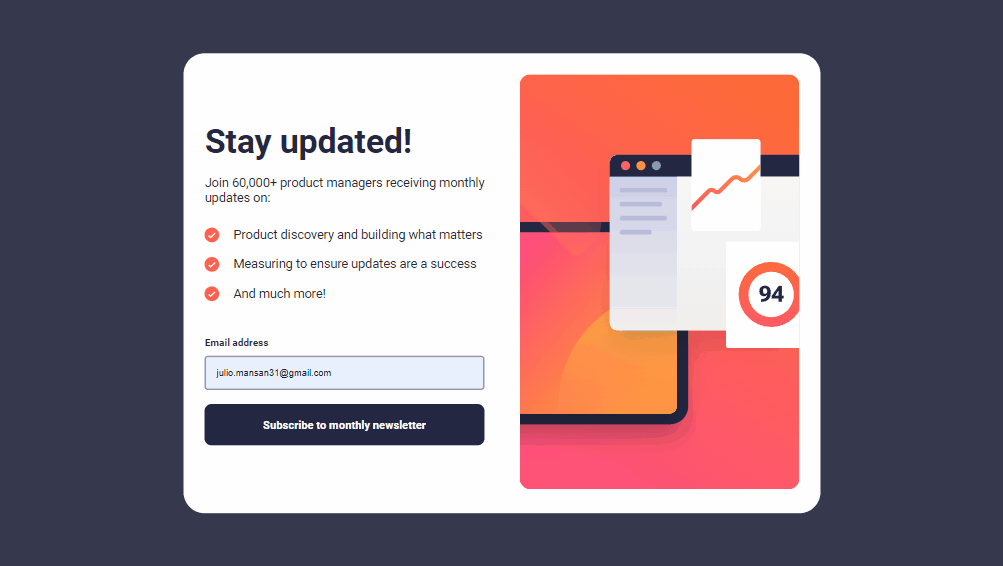 Stay updated!
Join 60,000+ product managers receiving monthly
updates on:
Product discovery and building what matters
Measuring to ensure updates are a success
And much more!
Email address
julio.mansan31@gmail.com
Subscribe to monthly newsletter
94